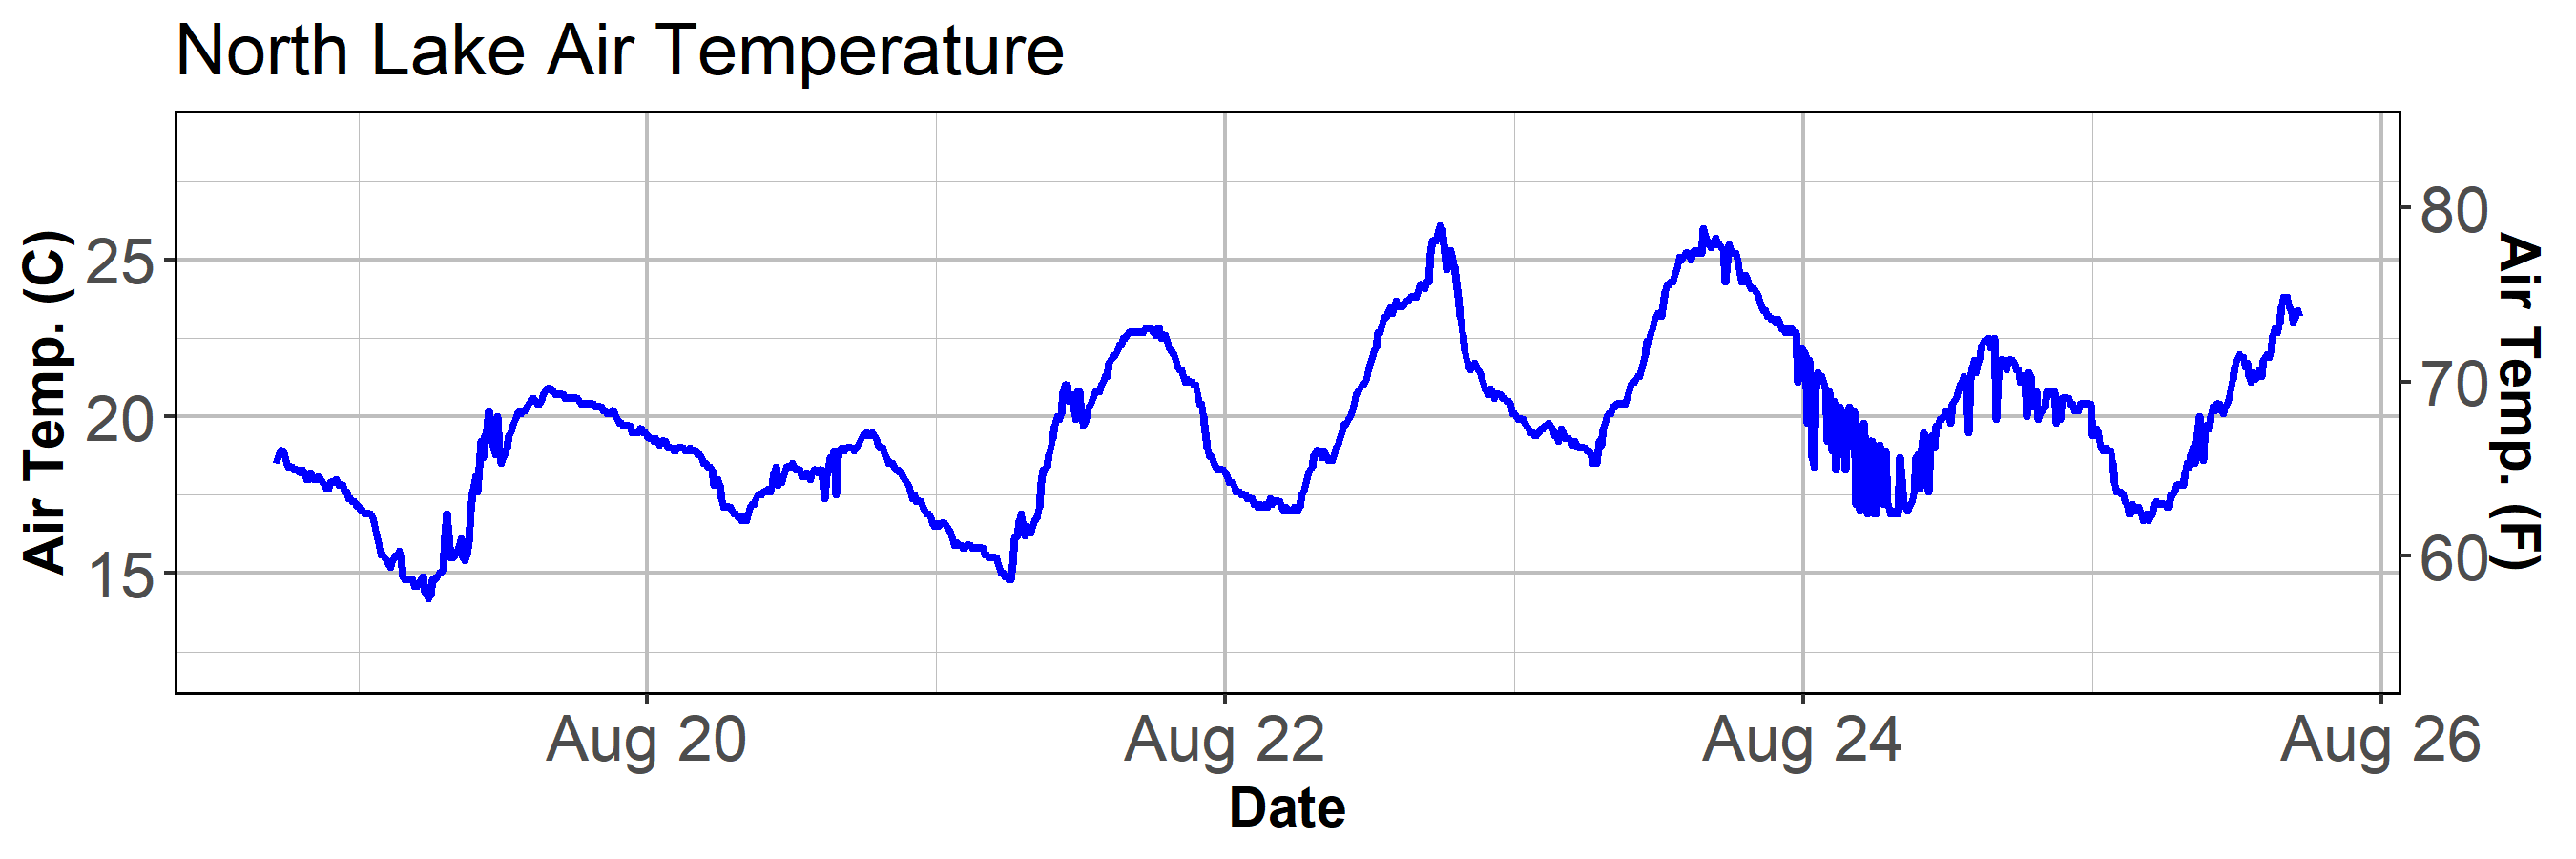 North Lake Air Temperature
Air Temp. (C)
25
20
15
80
70
60
Air Temp. (F)
Aug 20
Aug 22
Aug 24
Aug 26
Date